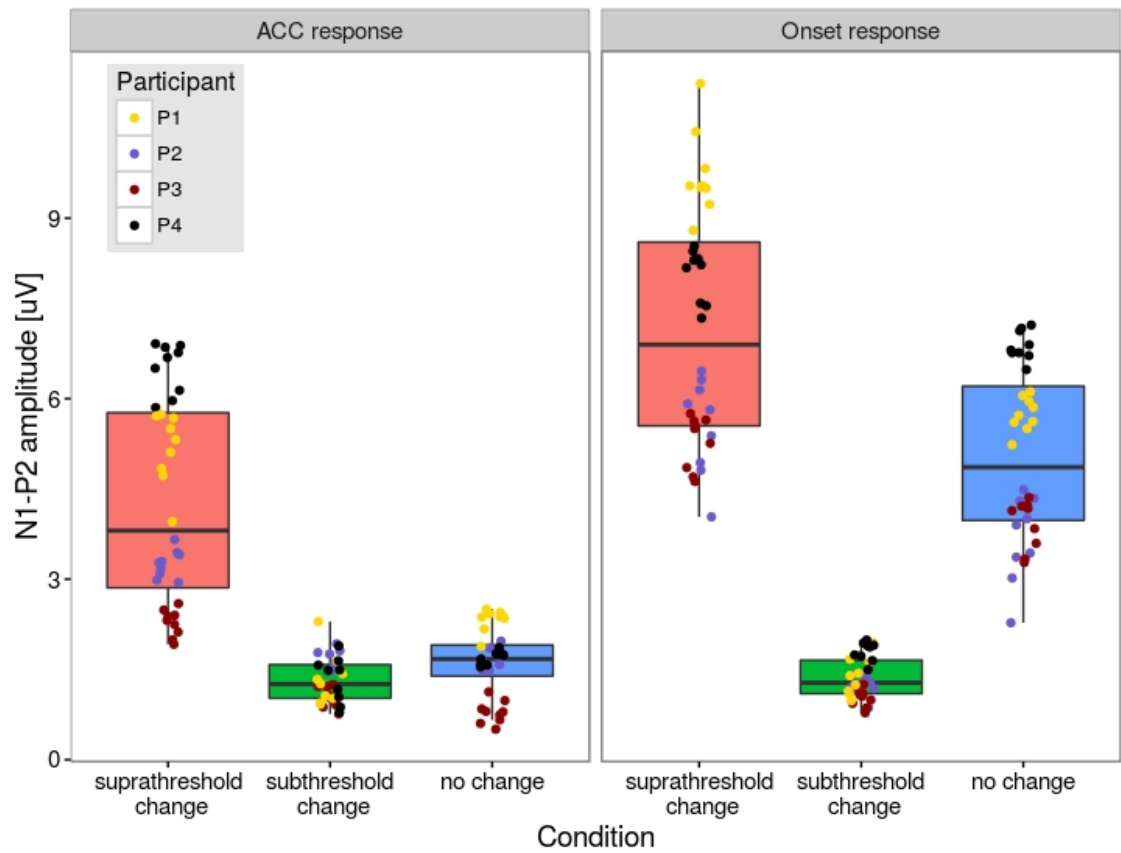 ACC response
Onset response
Participant
P1
P2
P3
P4
N1-P2 amplitude [uV]
9
6
3
0
suprathreshold
change
subthreshold
change
no change
suprathreshold
change
subthreshold
change
no change
Condition